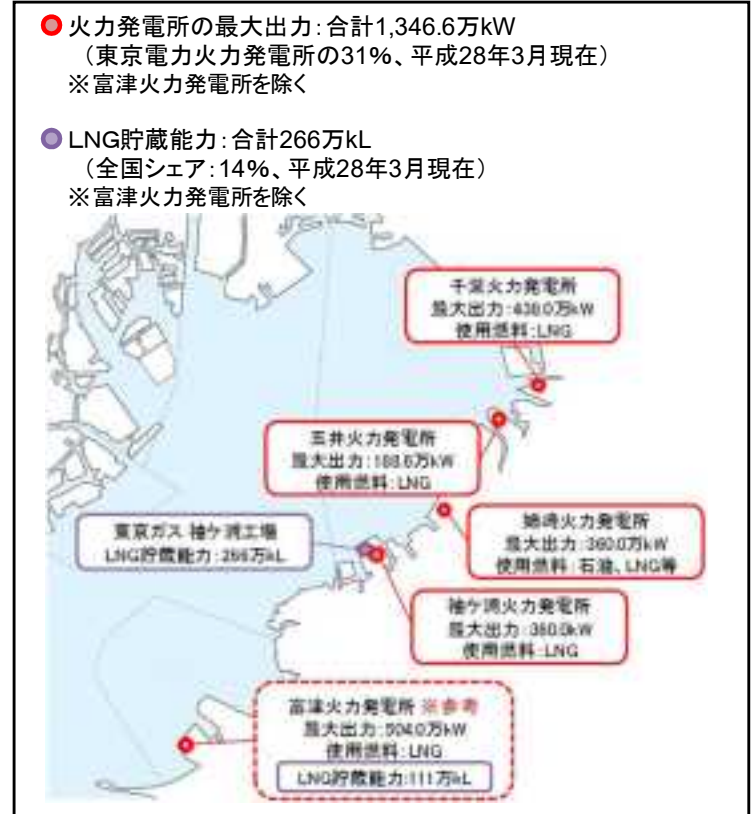 火力発電所の最大出力：合計1,346.6万kW
（東京電力火力発電所の31%、平成28年3月現在）
※富津火力発電所を除く
LNG貯蔵能力：合計266万kL
（全国シェア：14%、平成28年3月現在）
※富津火力発電所を除く
千葉火力発電所
最大出力：438.0万kW
使用燃料：LNG
五井火力発電所
最大出力：188.6万kW
使用燃料：LNG
姉崎火力発電所
最大出力：360.0万kW
使用燃料：石油、LNG等
東京ガス 袖ケ浦工場
LNG貯蔵能力：266万kL
袖ケ浦火力発電所
最大出力：360.0kW
使用燃料：LNG
富津火力発電所 ※参考
最大出力：504.0万kW
使用燃料：LNG
LNG貯蔵能力：111万kL